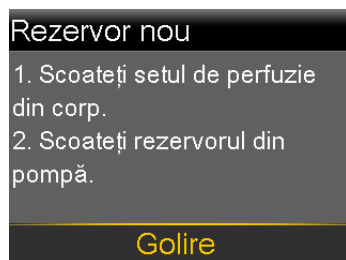 Rezervor nou
1. Scoateți setul de perfuzie
din corp.
2. Scoateți rezervorul din
pompă.
Golire